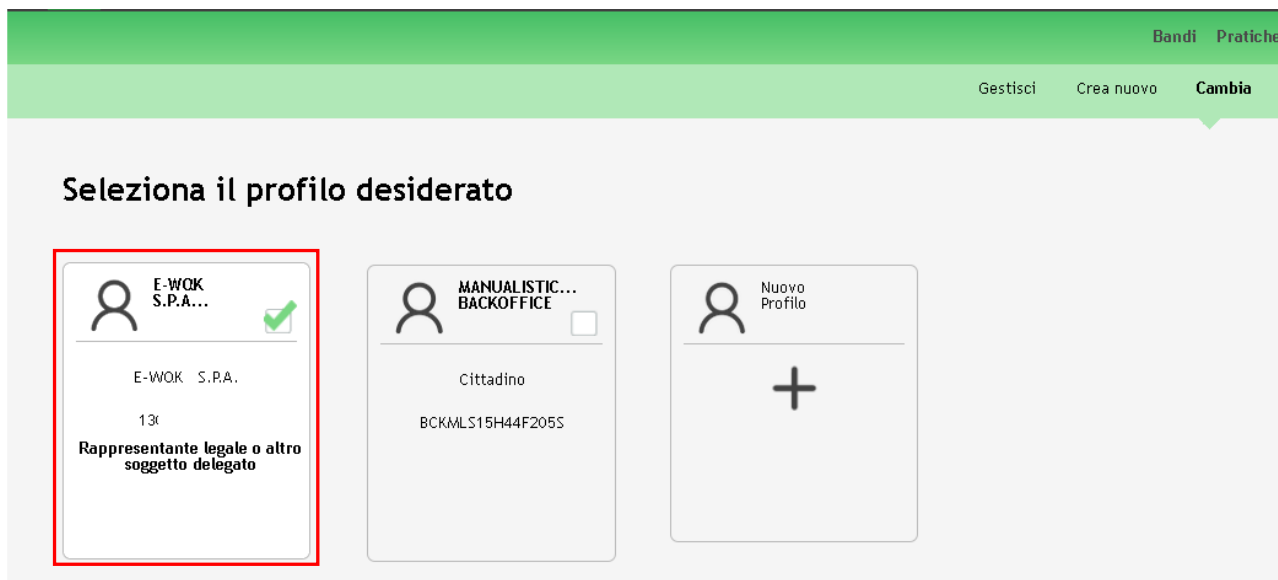 Bandi Pratiche
Gestisci Crea nuovo Cambia
Seleziona il profilo desiderato
E-WOK
S.P.A...
E-WOK S.P.A.
13(
Rappresentante legale o altro
soggetto delegato
MANUALISTIC...
BACKOFFICE
Cittadino
BCKMLS15H44F205S
Nuovo
Profilo